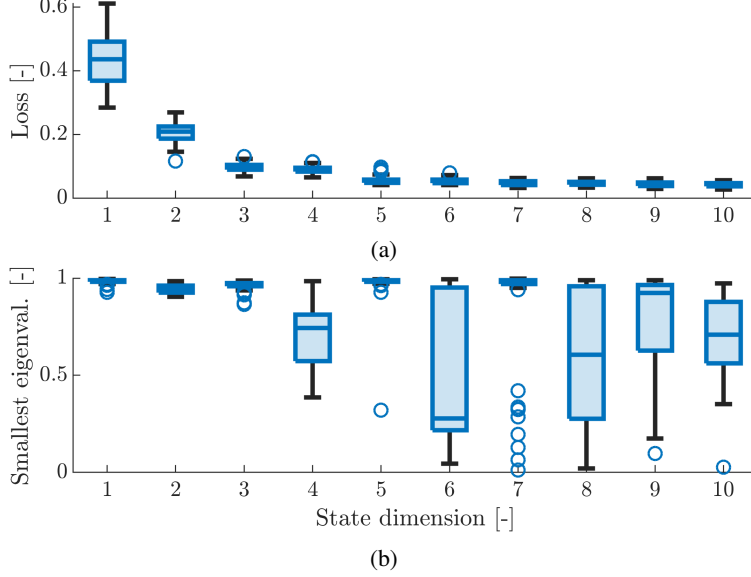 0.6
0.4
0.2
0
Loss [-]
1 2 3 4 5 6 7 8 9 10
(a)
1
0.5
0
Smallest eigenval. [-]
1 2 3 4 5 6 7 8 9 10
State dimension [-]
(b)